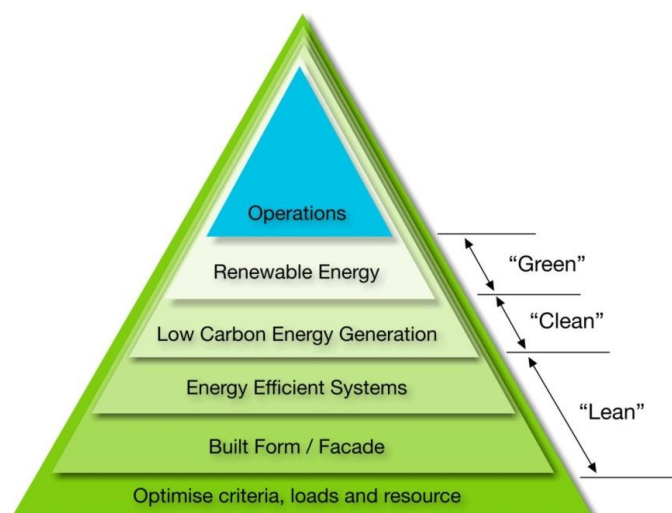 Operations
Renewable Energy
"Green"
Low Carbon Energy Generation
"Clean"
Energy Efficient Systems
"Lean"
Built Form / Facade
Optimise criteria, loads and resource